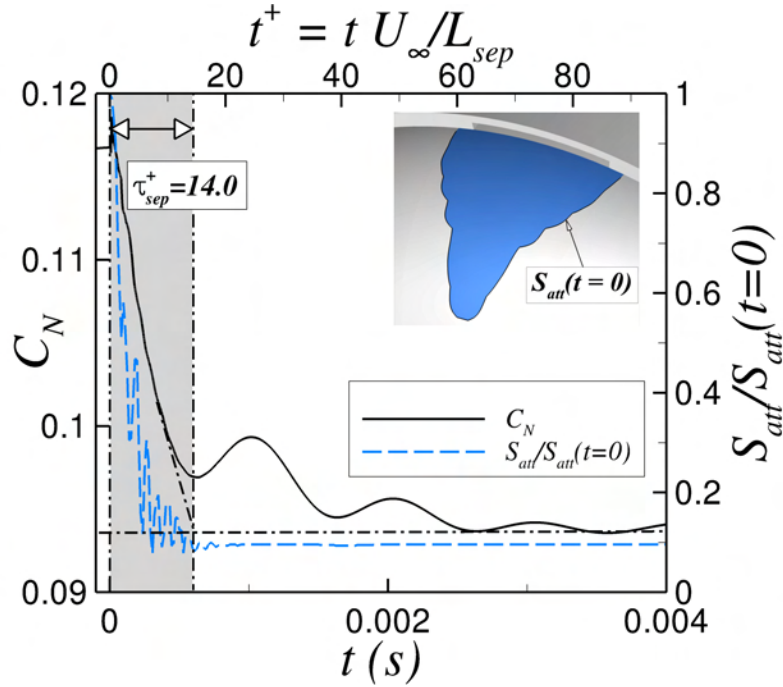 t⁺ = t U∞/Lsep
0 20 40 60 80
0.12 1
τ⁺sep=14.0
0.8
0.11
Satt(t = 0)
0.6
CN
Satt/Satt(t=0)
0.4
CN
0.1
Satt/Satt(t=0)
0.2
0.09 0
0 0.002 0.004
t (s)